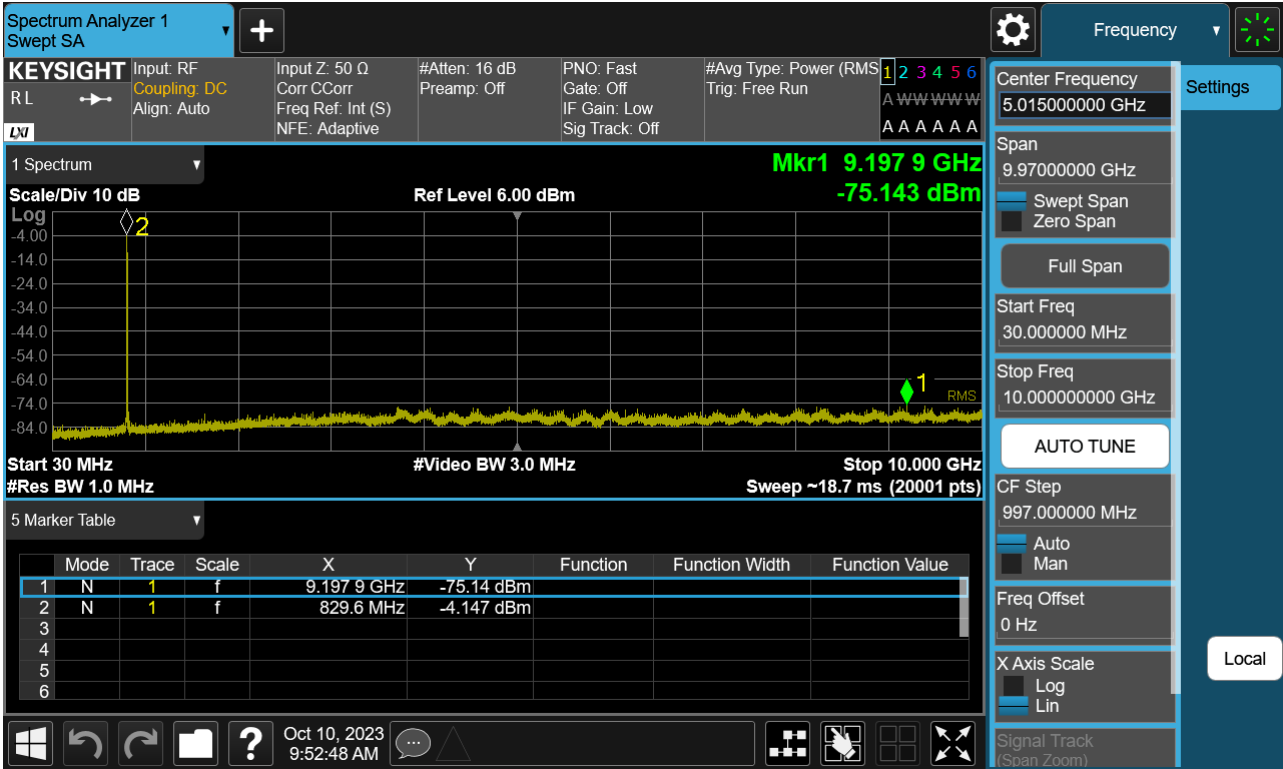 Spectrum Analyzer 1
Swept SA
Frequency
KEYSIGHT
R L
LXI
Input: RF
Coupling: DC
Align: Auto
Input Z: 50 Ω
Corr CCorr
Freq Ref: Int (S)
NFE: Adaptive
#Atten: 16 dB
Preamp: Off
PNO: Fast
Gate: Off
IF Gain: Low
Sig Track: Off
#Avg Type: Power (RMS
Trig: Free Run
1 2 3 4 5 6
A W W W W W
A A A A A A
1 Spectrum
Mkr1 9.197 9 GHz
Scale/Div 10 dB
Ref Level 6.00 dBm
-75.143 dBm
Log
-4.00
-14.0
-24.0
-34.0
-44.0
-54.0
-64.0
-74.0
-84.0
2
1
RMS
Start 30 MHz
#Video BW 3.0 MHz
Stop 10.000 GHz
#Res BW 1.0 MHz
Sweep ~18.7 ms (20001 pts)
5 Marker Table
Mode Trace Scale X Y Function Function Width Function Value
1 N 1 f 9.197 9 GHz -75.14 dBm
2 N 1 f 829.6 MHz -4.147 dBm
3
4
5
6
Oct 10, 2023
9:52:48 AM
Center Frequency
5.015000000 GHz
Span
9.97000000 GHz
Swept Span
Zero Span
Full Span
Start Freq
30.000000 MHz
Stop Freq
10.000000000 GHz
AUTO TUNE
CF Step
997.000000 MHz
Auto
Man
Freq Offset
0 Hz
X Axis Scale
Log
Lin
Signal Track
(Span Zoom)
Settings
Local